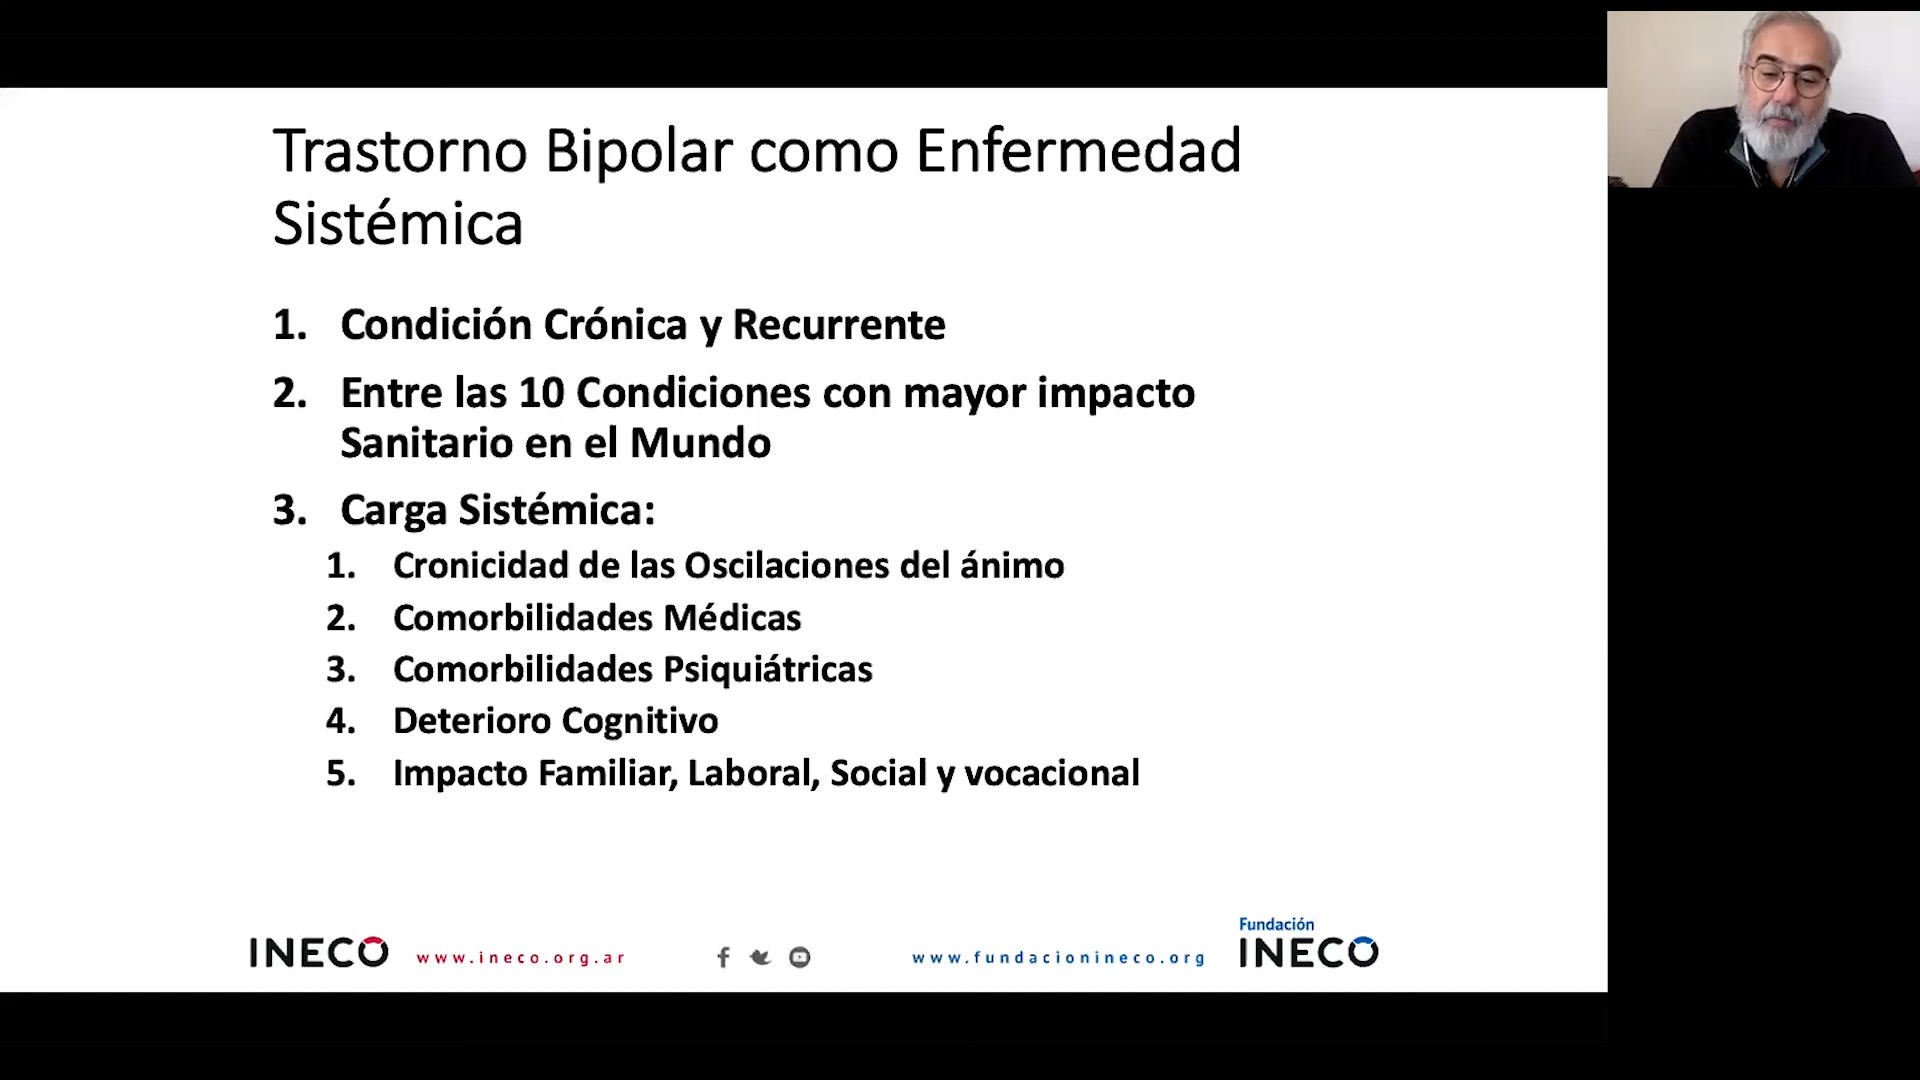 Trastorno Bipolar como Enfermedad
Sistémica
1. Condición Crónica y Recurrente
2. Entre las 10 Condiciones con mayor impacto
Sanitario en el Mundo
3. Carga Sistémica:
1. Cronicidad de las Oscilaciones del ánimo
2. Comorbilidades Médicas
3. Comorbilidades Psiquiátricas
4. Deterioro Cognitivo
5. Impacto Familiar, Laboral, Social y vocacional
INECO www.ineco.org.ar www.fundacionineco.org Fundación
INECO